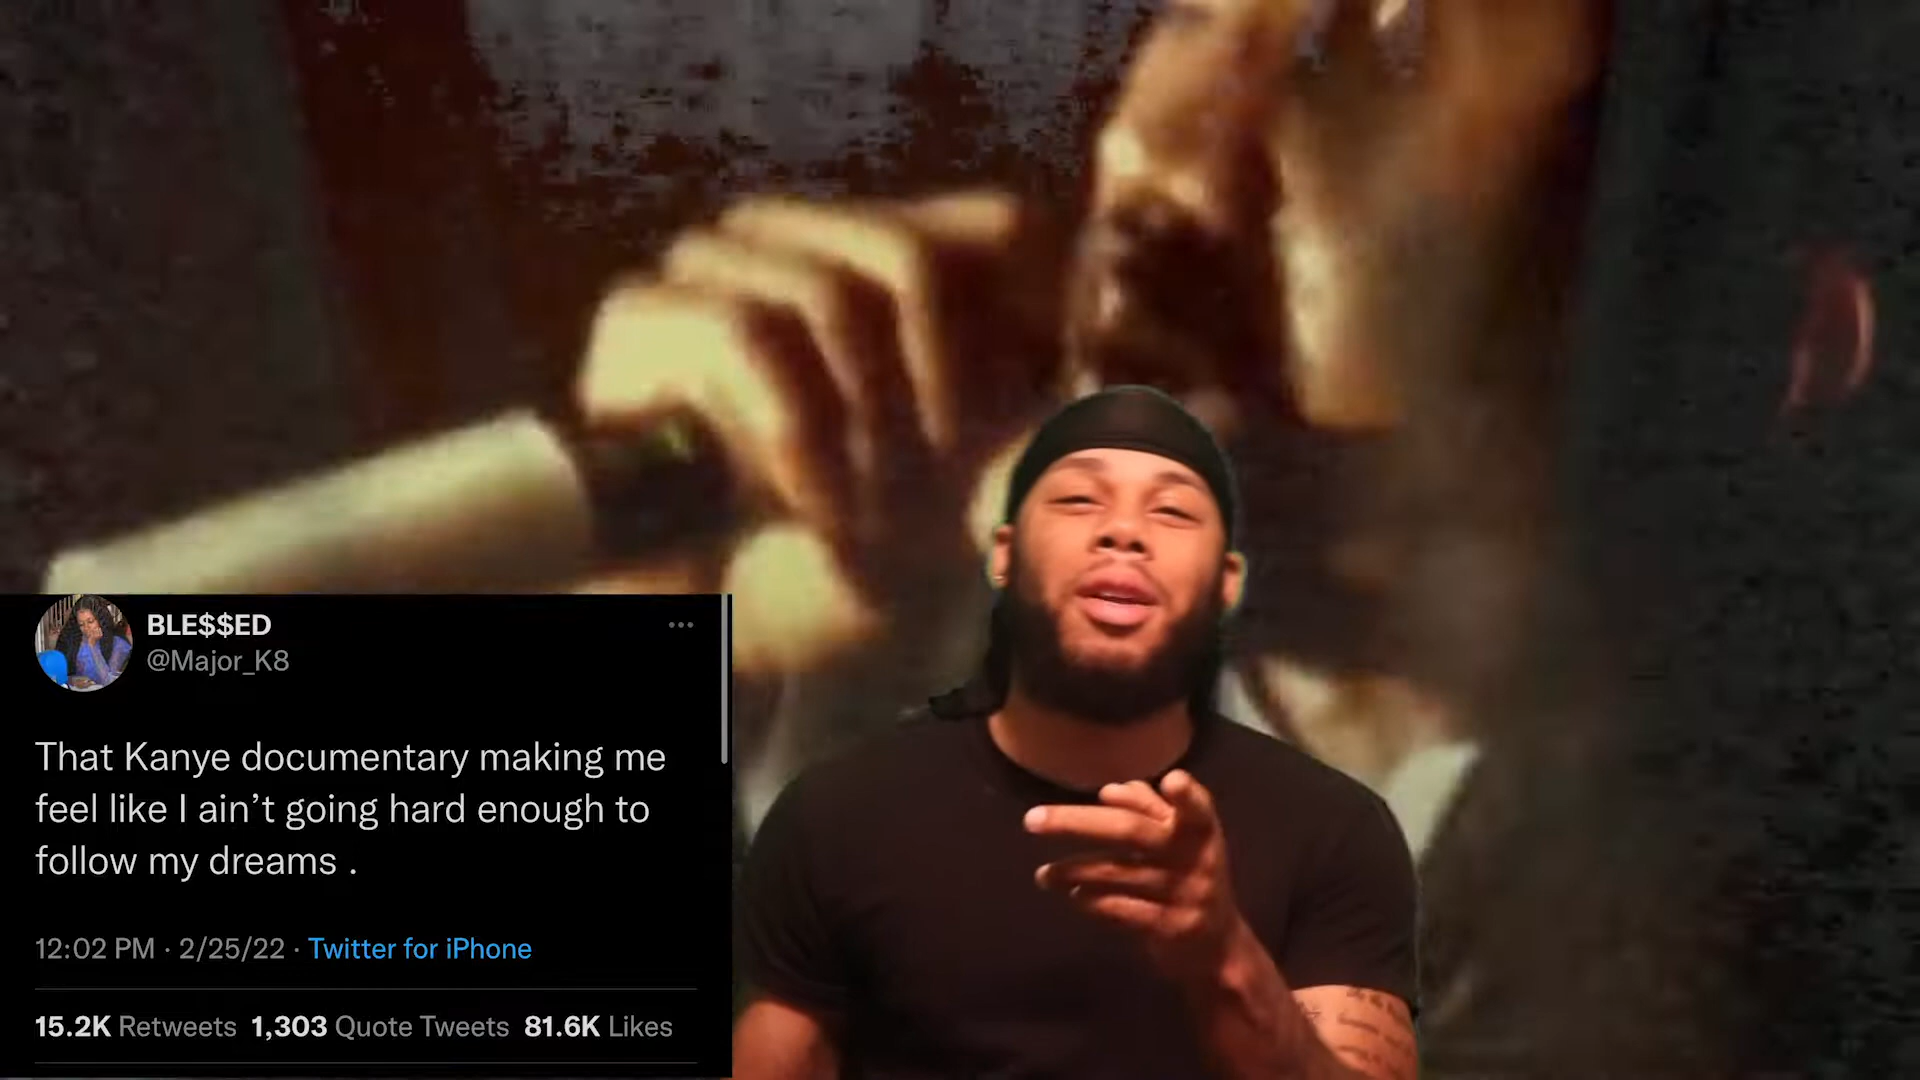 BLE$$ED
@Major_K8
That Kanye documentary making me
feel like I ain’t going hard enough to
follow my dreams .
12:02 PM · 2/25/22 · Twitter for iPhone
15.2K Retweets 1,303 Quote Tweets 81.6K Likes